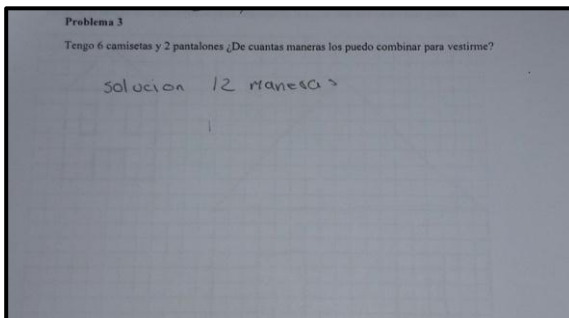 Problema 3
Tengo 6 camisetas y 2 pantalones ¿De cuantas maneras los puedo combinar para vestirme?
Solucion 12 maneras